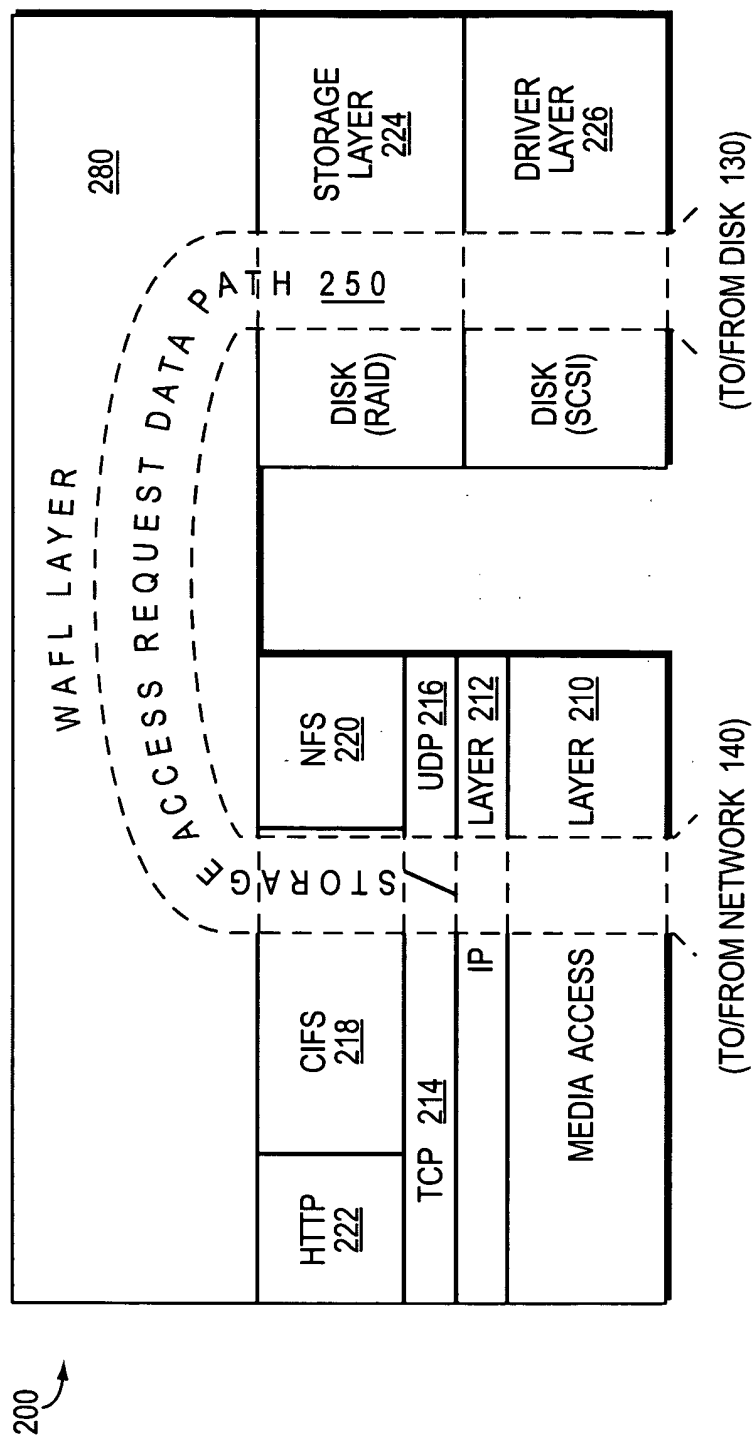 200
WAFL LAYER
280
STORAGE ACCESS REQUEST DATA PATH 250
HTTP
222
CIFS
218
NFS
220
TCP 214
UDP 216
IP
LAYER 212
MEDIA ACCESS
LAYER 210
(TO/FROM NETWORK 140)
DISK
(RAID)
STORAGE
LAYER
224
DISK
(SCSI)
DRIVER
LAYER
226
(TO/FROM DISK 130)